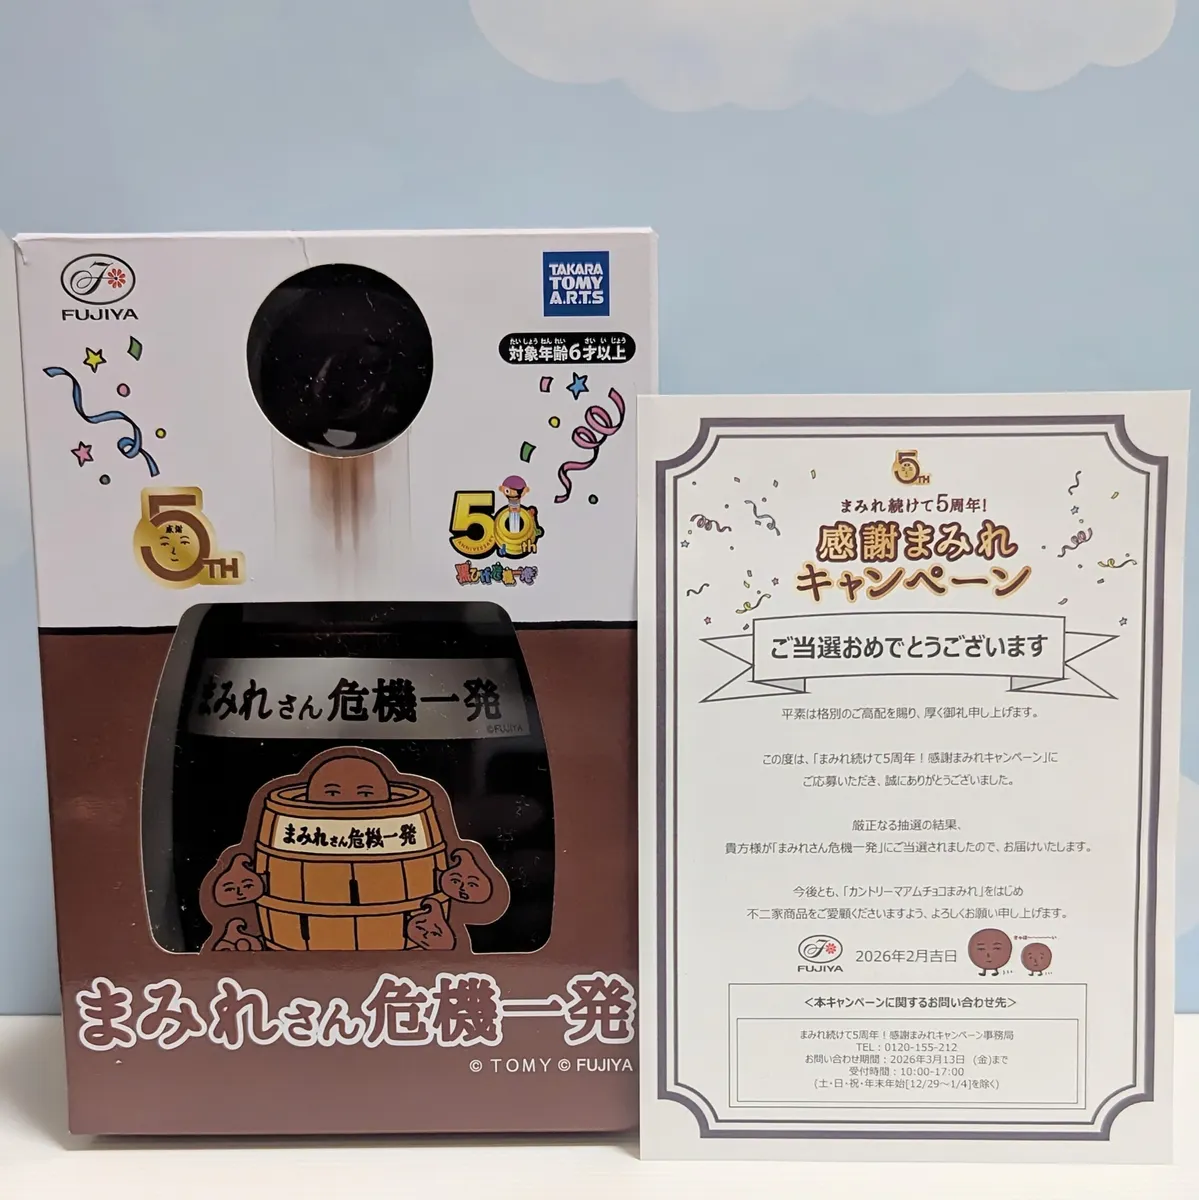 FUJIYA
TAKARA
TOMY
A.R.T.S
たいしょうねんれい さいいじょう
対象年齢6才以上
感謝
5TH
50th
ANNIVERSARY
まみれさん危機一発
©FUJIYA
まみれさん危機一発
まみれさん危機一発
© TOMY © FUJIYA
5TH
まみれ続けて5周年!
感謝まみれ
キャンペーン
ご当選おめでとうございます
平素は格別のご高配を賜り、厚く御礼申し上げます。
この度は、「まみれ続けて5周年!感謝まみれキャンペーン」に
ご応募いただき、誠にありがとうございました。
厳正なる抽選の結果、
貴方様が「まみれさん危機一発」にご当選されましたので、お届けいたします。
今後とも、「カントリーマアムチョコまみれ」をはじめ
不二家商品をご愛顧くださいますよう、よろしくお願い申し上げます。
FUJIYA
2026年2月吉日
<本キャンペーンに関するお問い合わせ先>
まみれ続けて5周年!感謝まみれキャンペーン事務局
TEL:0120-155-212
お問い合わせ期間:2026年3月13日 (金)まで
受付時間:10:00-17:00
(土・日・祝・年末年始[12/29~1/4]を除く)